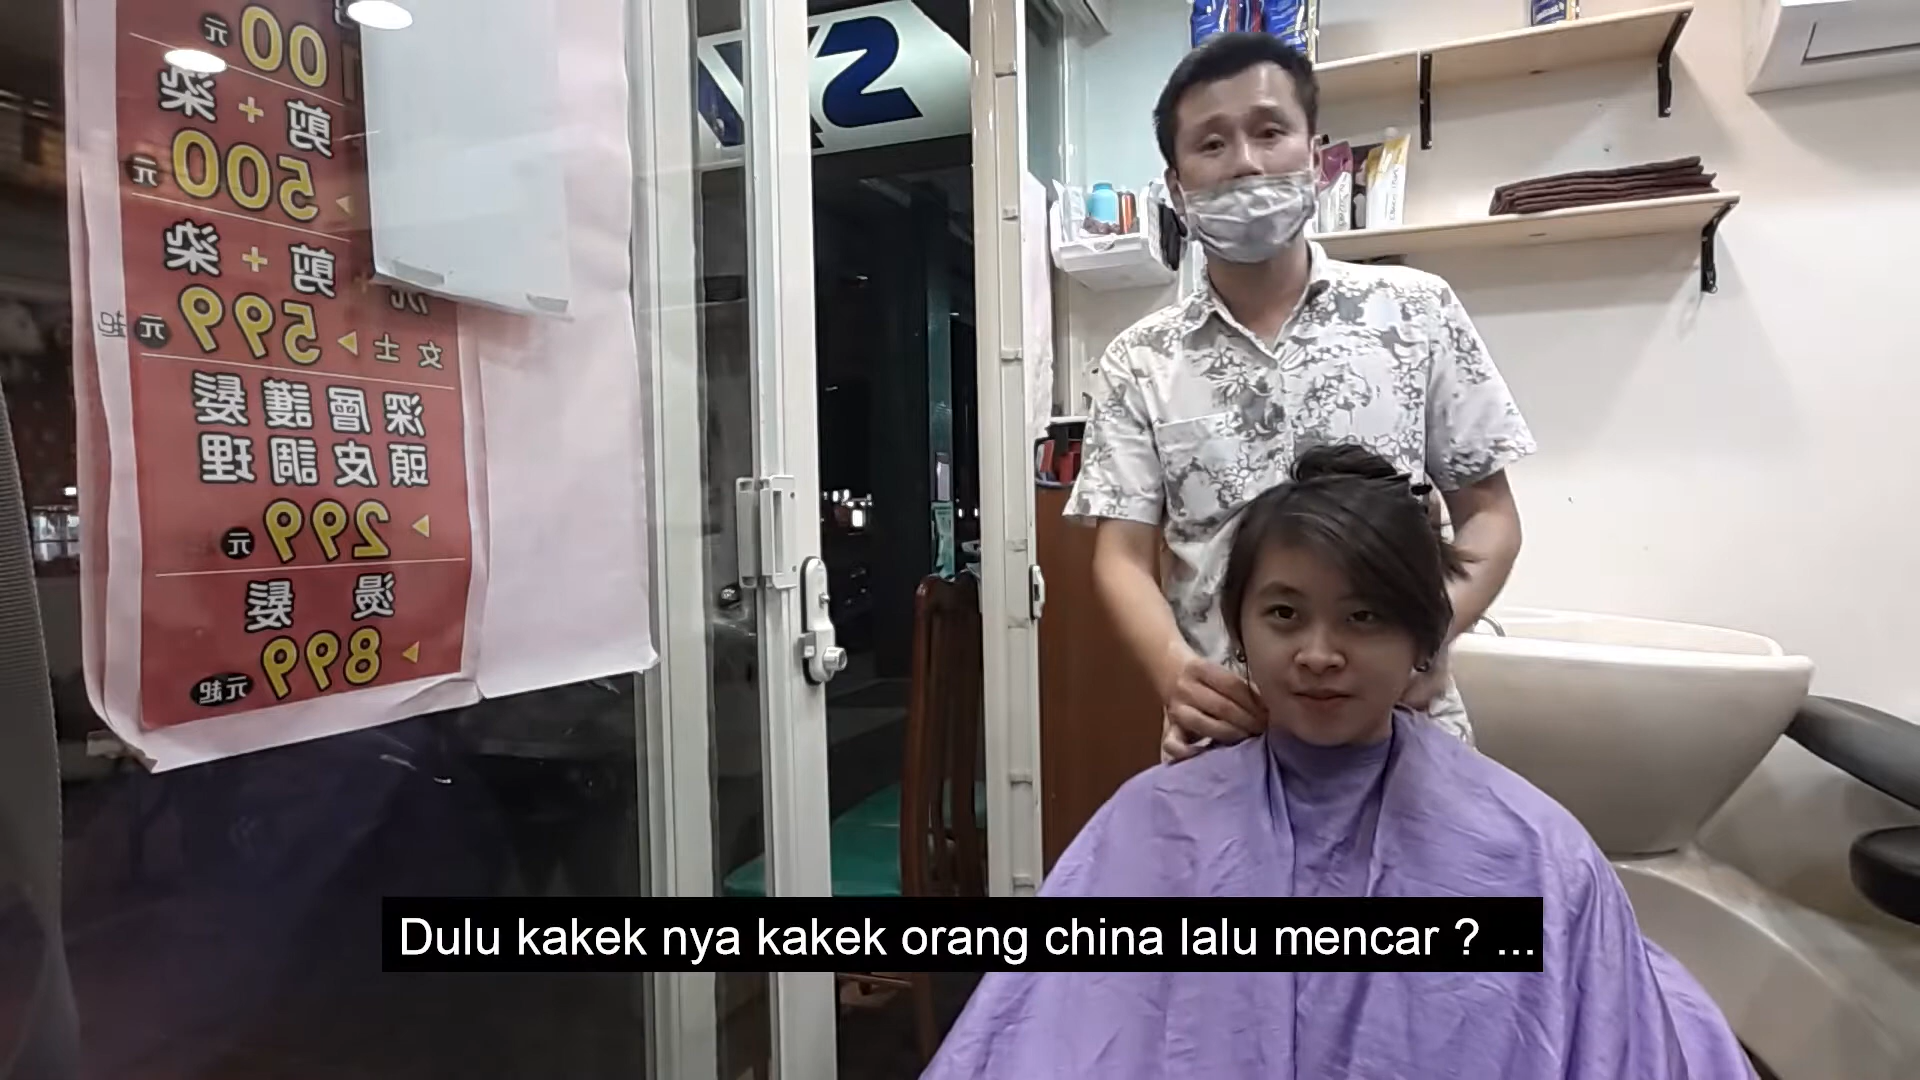 00元
剪+染
500元
剪+染
女士 599元起
深層護髮
頭皮調理
299元
燙髮
899元起
Dulu kakek nya kakek orang china lalu mencar ? ...